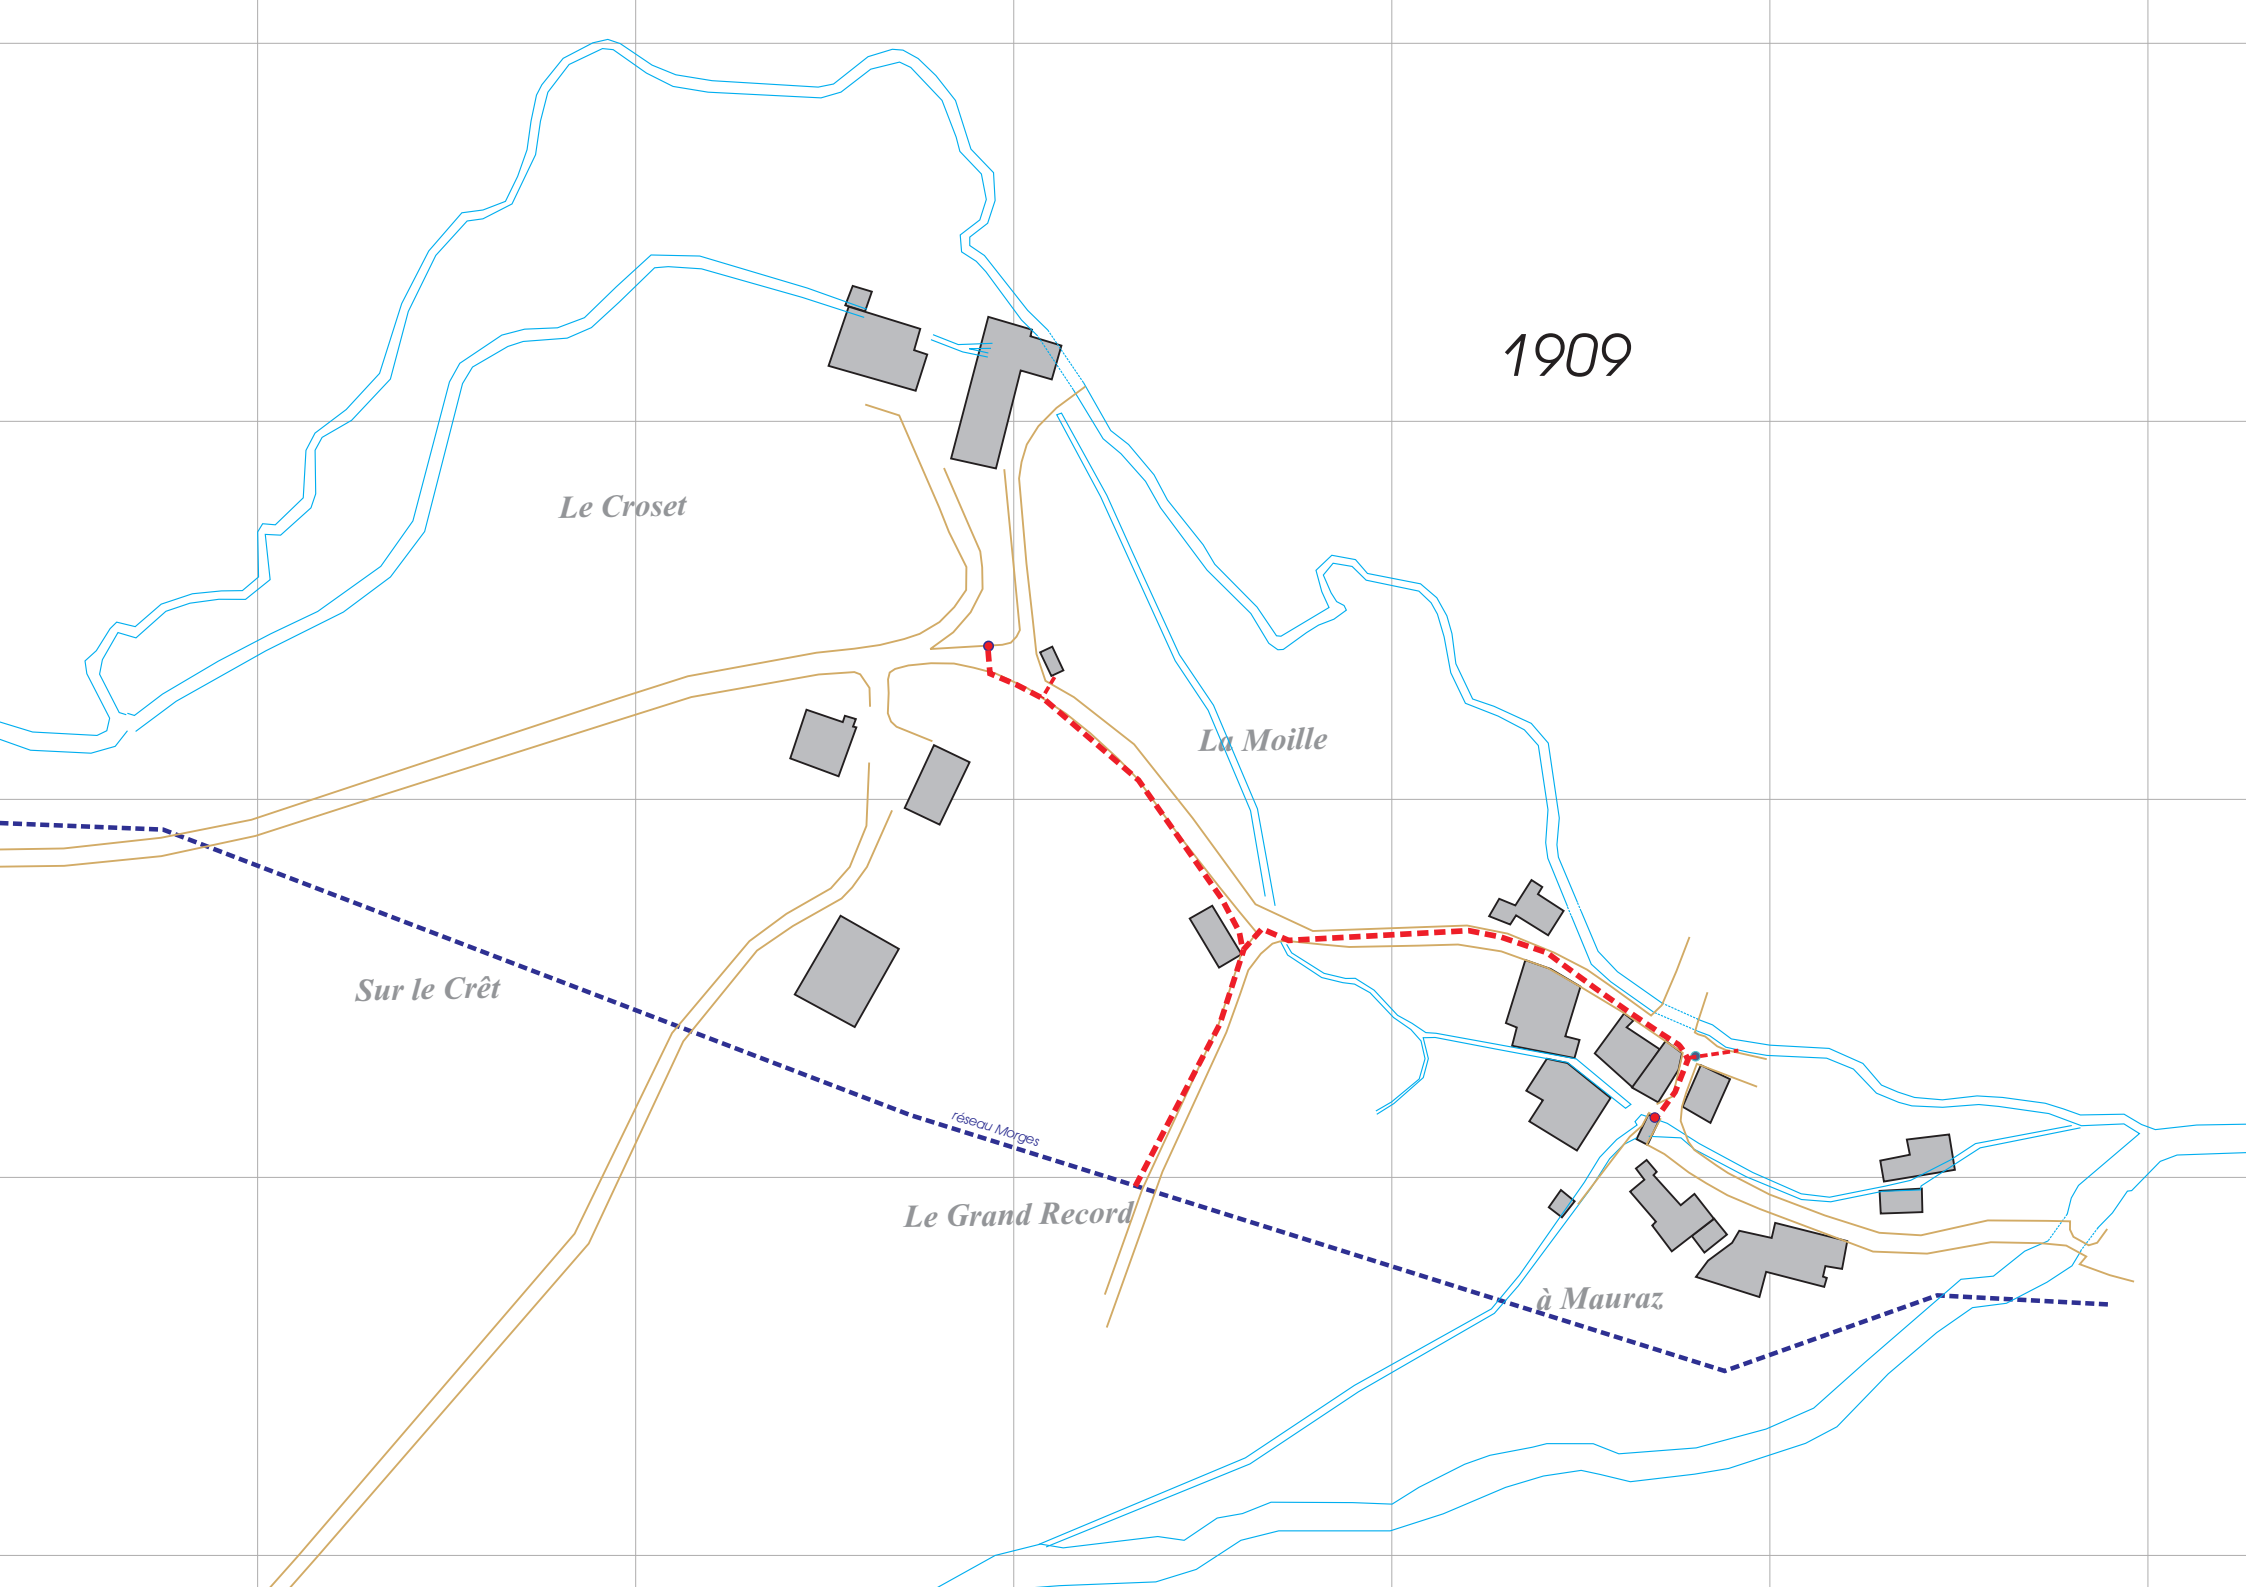 1909
Le Croset
La Moille
Sur le Crêt
réseau Morges
Le Grand Record
à Mauraz